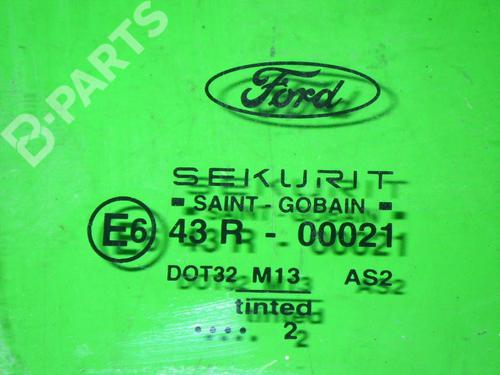 B-PARTS
Ford
SEKURIT
SAINT-GOBAIN
E6 43 R - 00021
DOT32 M13 AS2
tinted
.... 2